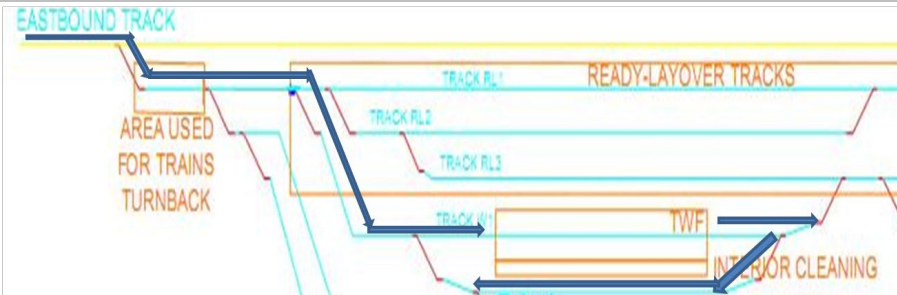 EASTBOUND TRACK
TRACK RL1
READY-LAYOVER TRACKS
TRACK RL2
AREA USED
FOR TRAINS
TURNBACK
TRACK RL3
TRACK W1
TWF
INTERIOR CLEANING